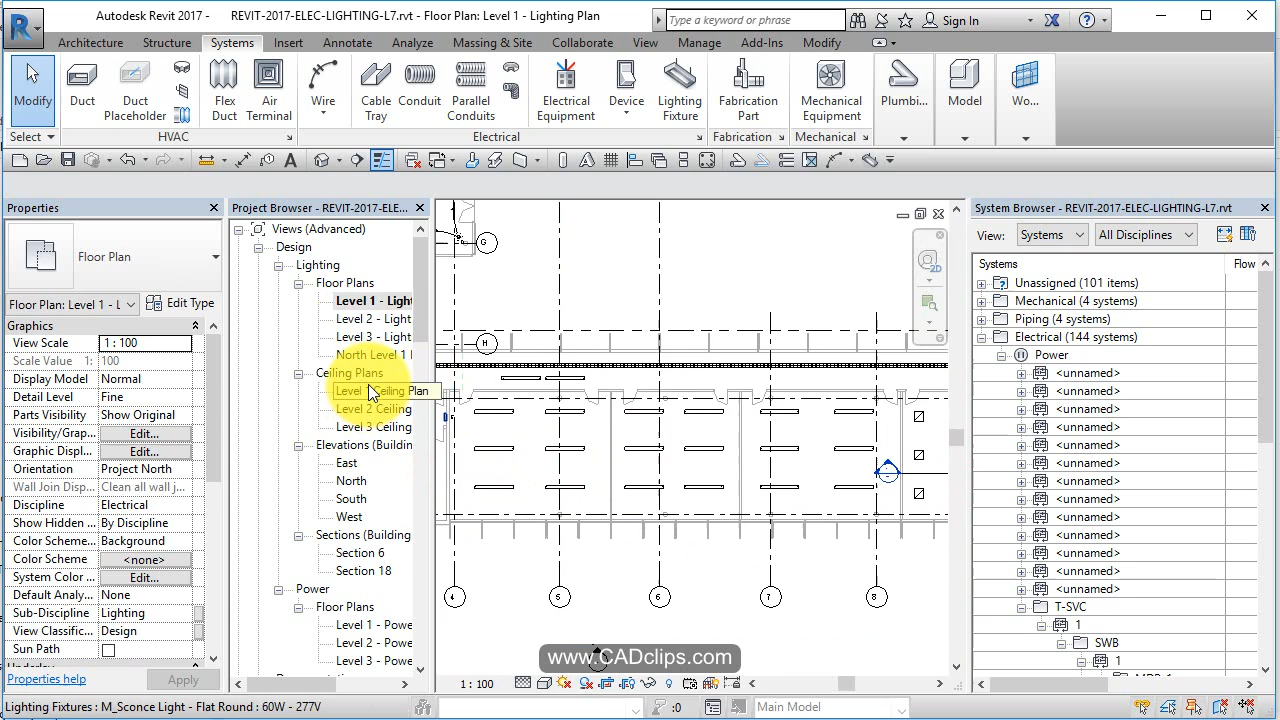 Autodesk Revit 2017 - REVIT-2017-ELEC-LIGHTING-L7.rvt - Floor Plan: Level 1 - Lighting Plan
Type a keyword or phrase
Sign In
Architecture Structure Systems Insert Annotate Analyze Massing & Site Collaborate View Manage Add-Ins Modify
Modify Duct Duct Placeholder Flex Duct Air Terminal Wire Cable Tray Conduit Parallel Conduits Electrical Equipment Device Lighting Fixture Fabrication Part Mechanical Equipment Plumbi... Model Wo...
Select HVAC Electrical Fabrication Mechanical
Properties
Floor Plan
Floor Plan: Level 1 - L Edit Type
Graphics
View Scale 1 : 100
Scale Value 1: 100
Display Model Normal
Detail Level Fine
Parts Visibility Show Original
Visibility/Grap... Edit...
Graphic Displ... Edit...
Orientation Project North
Wall Join Disp... Clean all wall j...
Discipline Electrical
Show Hidden ... By Discipline
Color Scheme... Background
Color Scheme <none>
System Color ... Edit...
Default Analy... None
Sub-Discipline Lighting
View Classific... Design
Sun Path
Properties help Apply
Project Browser - REVIT-2017-ELE...
Views (Advanced)
Design
Lighting
Floor Plans
Level 1 - Light
Level 2 - Light
Level 3 - Light
North Level 1
Ceiling Plans
Level 1 Ceiling Plan
Level 2 Ceiling
Level 3 Ceiling
Elevations (Building
East
North
South
West
Sections (Building
Section 6
Section 18
Power
Floor Plans
Level 1 - Powe
Level 2 - Powe
Level 3 - Powe
G
H
4 5 6 7 8
2D
www.CADclips.com
1 : 100
System Browser - REVIT-2017-ELEC-LIGHTING-L7.rvt
View: Systems All Disciplines
Systems Flow
Unassigned (101 items)
Mechanical (4 systems)
Piping (4 systems)
Electrical (144 systems)
Power
<unnamed>
<unnamed>
<unnamed>
<unnamed>
<unnamed>
<unnamed>
<unnamed>
<unnamed>
<unnamed>
<unnamed>
<unnamed>
<unnamed>
<unnamed>
T-SVC
1
SWB
1
Lighting Fixtures : M_Sconce Light - Flat Round : 60W - 277V
:0
Main Model